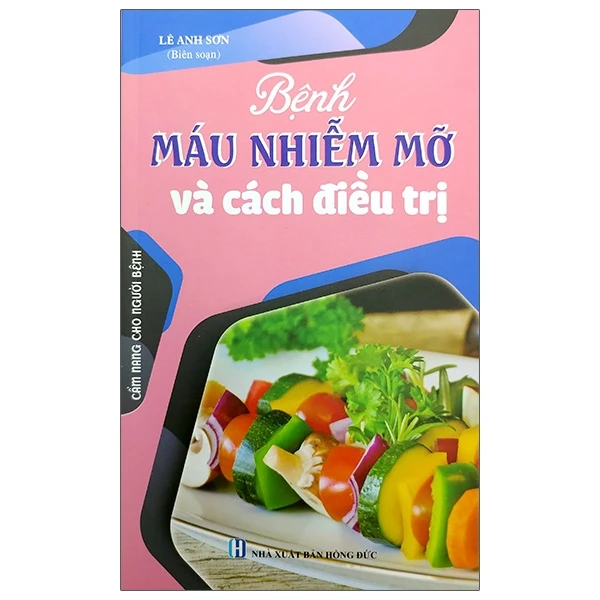 LÊ ANH SƠN
(Biên soạn)
Bệnh
MÁU NHIỄM MỠ
và cách điều trị
CẨM NANG CHO NGƯỜI BỆNH
NHÀ XUẤT BẢN HỒNG ĐỨC